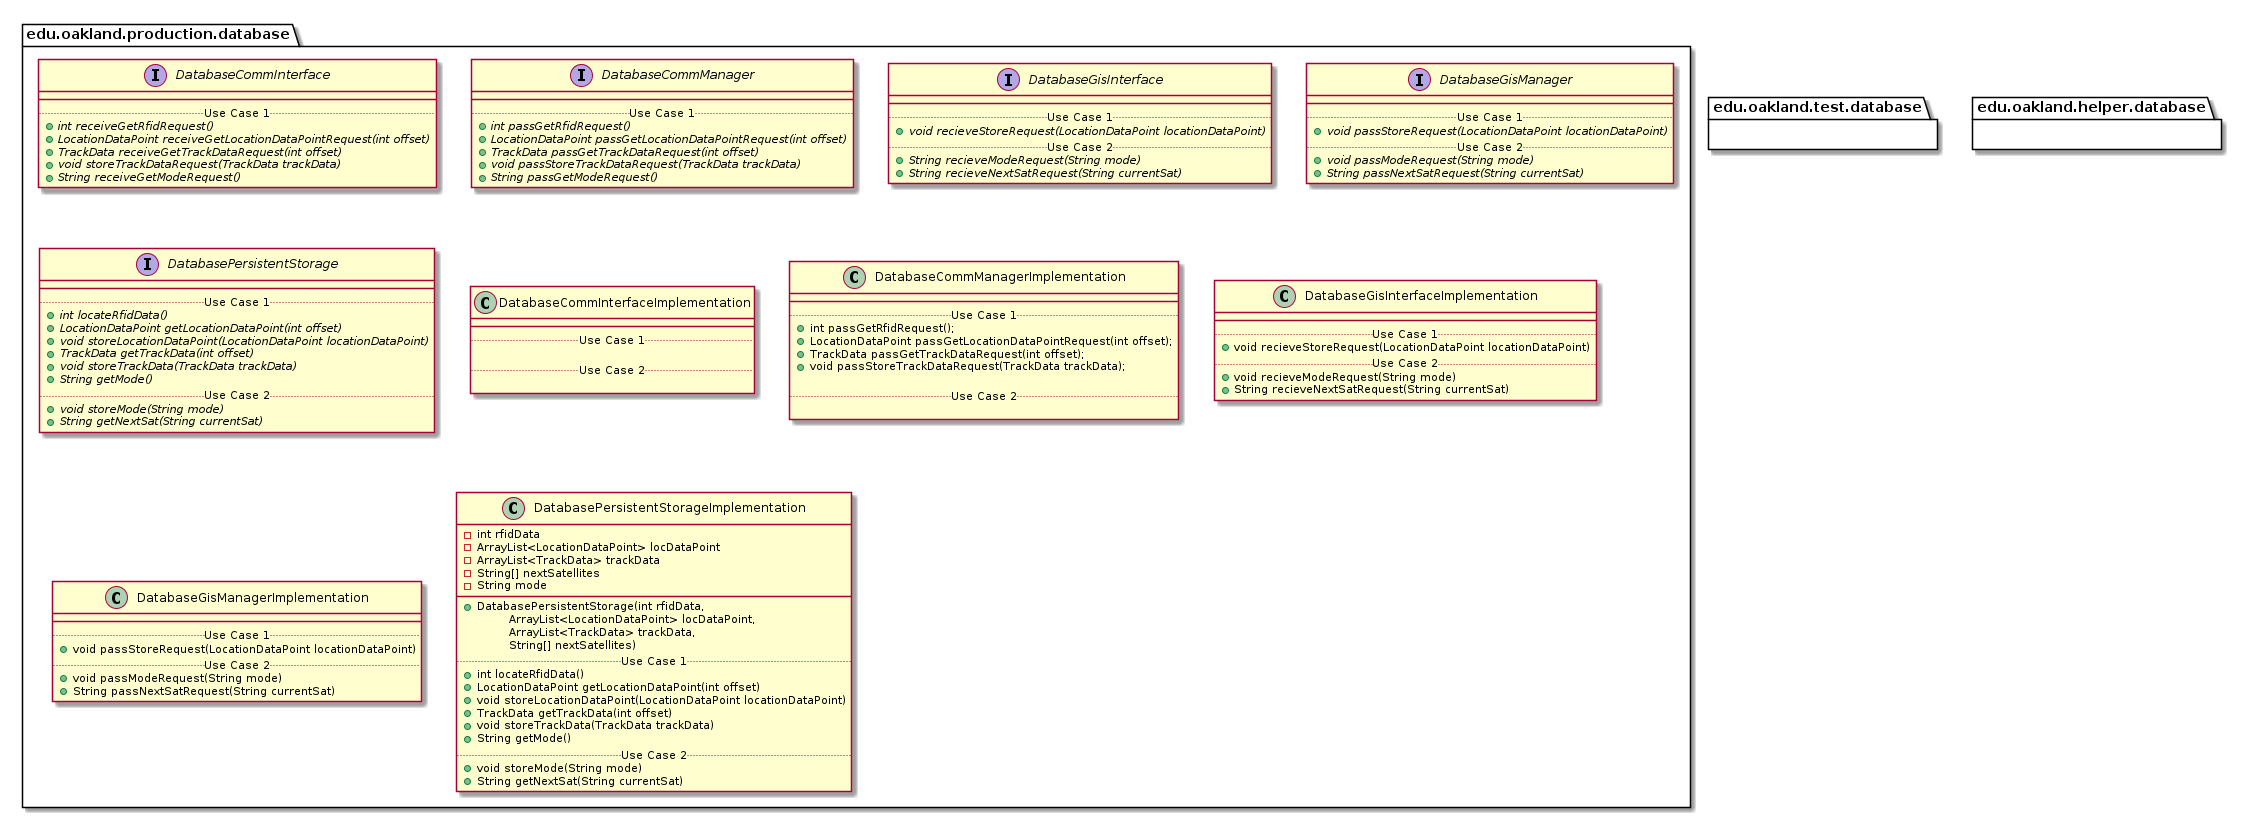 edu.oakland.production.database
I DatabaseCommInterface
Use Case 1
int receiveGetRfidRequest()
LocationDataPoint receiveGetLocationDataPointRequest(int offset)
TrackData receiveGetTrackDataRequest(int offset)
void storeTrackDataRequest(TrackData trackData)
String receiveGetModeRequest()
I DatabaseCommManager
Use Case 1
int passGetRfidRequest()
LocationDataPoint passGetLocationDataPointRequest(int offset)
TrackData passGetTrackDataRequest(int offset)
void passStoreTrackDataRequest(TrackData trackData)
String passGetModeRequest()
I DatabaseGisInterface
Use Case 1
void recieveStoreRequest(LocationDataPoint locationDataPoint)
Use Case 2
String recieveModeRequest(String mode)
String recieveNextSatRequest(String currentSat)
I DatabaseGisManager
Use Case 1
void passStoreRequest(LocationDataPoint locationDataPoint)
Use Case 2
void passModeRequest(String mode)
String passNextSatRequest(String currentSat)
edu.oakland.test.database
edu.oakland.helper.database
I DatabasePersistentStorage
Use Case 1
int locateRfidData()
LocationDataPoint getLocationDataPoint(int offset)
void storeLocationDataPoint(LocationDataPoint locationDataPoint)
TrackData getTrackData(int offset)
void storeTrackData(TrackData trackData)
String getMode()
Use Case 2
void storeMode(String mode)
String getNextSat(String currentSat)
C DatabaseCommInterfaceImplementation
Use Case 1
Use Case 2
C DatabaseCommManagerImplementation
Use Case 1
int passGetRfidRequest();
LocationDataPoint passGetLocationDataPointRequest(int offset);
TrackData passGetTrackDataRequest(int offset);
void passStoreTrackDataRequest(TrackData trackData);
Use Case 2
C DatabaseGisInterfaceImplementation
Use Case 1
void recieveStoreRequest(LocationDataPoint locationDataPoint)
Use Case 2
void recieveModeRequest(String mode)
String recieveNextSatRequest(String currentSat)
C DatabaseGisManagerImplementation
Use Case 1
void passStoreRequest(LocationDataPoint locationDataPoint)
Use Case 2
void passModeRequest(String mode)
String passNextSatRequest(String currentSat)
C DatabasePersistentStorageImplementation
int rfidData
ArrayList<LocationDataPoint> locDataPoint
ArrayList<TrackData> trackData
String[] nextSatellites
String mode
DatabasePersistentStorage(int rfidData,
ArrayList<LocationDataPoint> locDataPoint,
ArrayList<TrackData> trackData,
String[] nextSatellites)
Use Case 1
int locateRfidData()
LocationDataPoint getLocationDataPoint(int offset)
void storeLocationDataPoint(LocationDataPoint locationDataPoint)
TrackData getTrackData(int offset)
void storeTrackData(TrackData trackData)
String getMode()
Use Case 2
void storeMode(String mode)
String getNextSat(String currentSat)